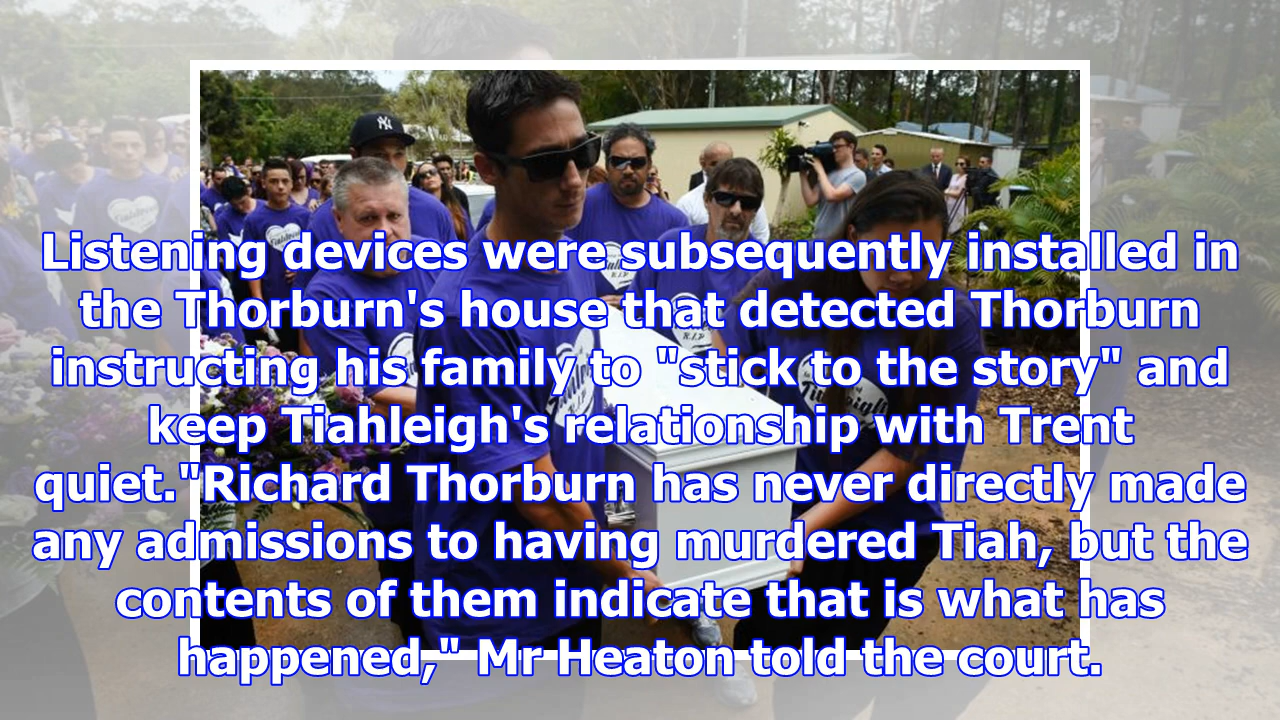 Listening devices were subsequently installed in
the Thorburn's house that detected Thorburn
instructing his family to "stick to the story" and
keep Tiahleigh's relationship with Trent
quiet."Richard Thorburn has never directly made
any admissions to having murdered Tiah, but the
contents of them indicate that is what has
happened," Mr Heaton told the court.